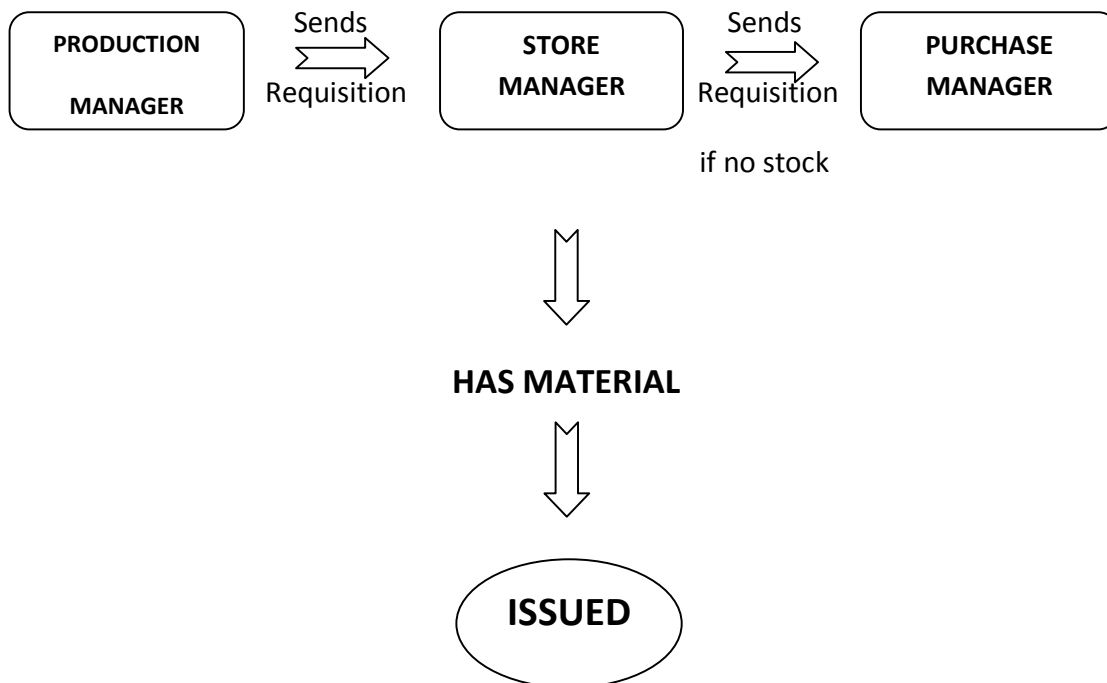 PRODUCTION
MANAGER
Sends
Requisition
STORE
MANAGER
Sends
Requisition
if no stock
PURCHASE
MANAGER
HAS MATERIAL
ISSUED